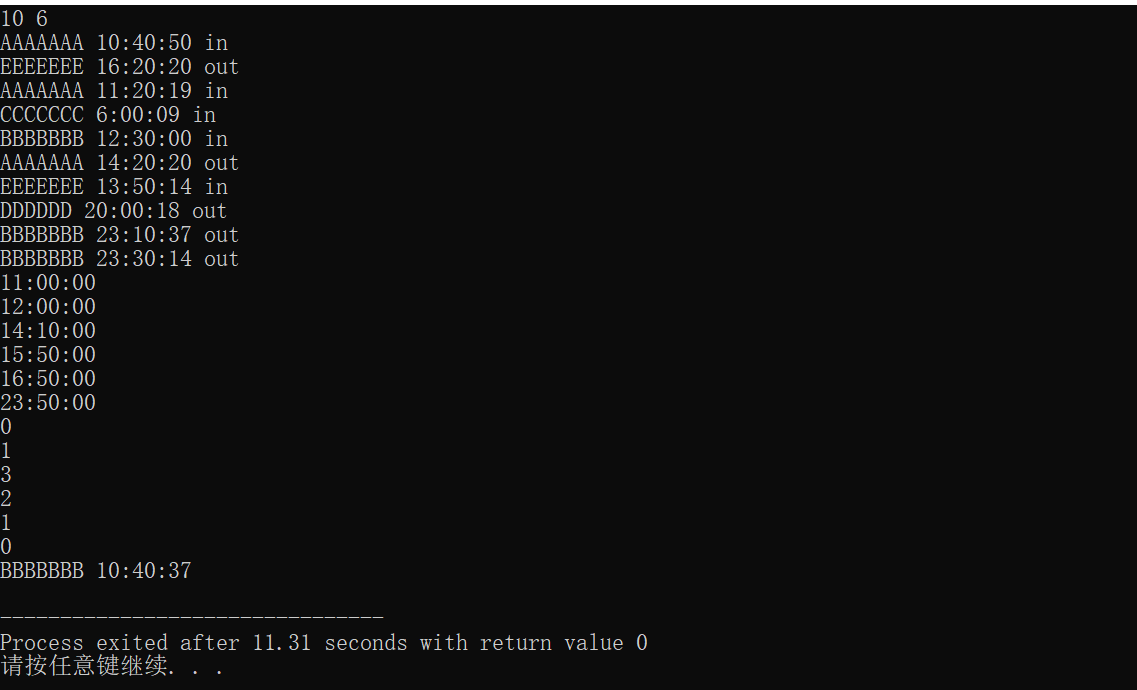 10 6
AAAAAAA 10:40:50 in
EEEEEEE 16:20:20 out
AAAAAAA 11:20:19 in
CCCCCCC 6:00:09 in
BBBBBBB 12:30:00 in
AAAAAAA 14:20:20 out
EEEEEEE 13:50:14 in
DDDDDD 20:00:18 out
BBBBBBB 23:10:37 out
BBBBBBB 23:30:14 out
11:00:00
12:00:00
14:10:00
15:50:00
16:50:00
23:50:00
0
1
3
2
1
0
BBBBBBB 10:40:37
--------------------------------
Process exited after 11.31 seconds with return value 0
请按任意键继续. . .